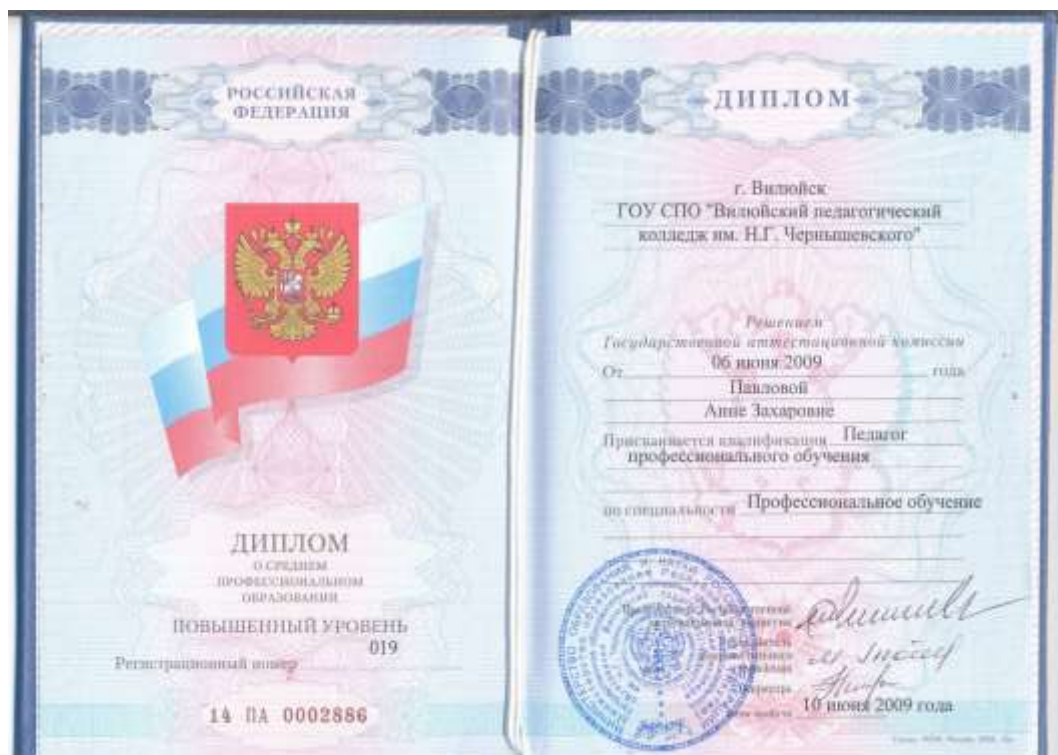 РОССИЙСКАЯ
ФЕДЕРАЦИЯ
ДИПЛОМ
О СРЕДНЕМ
ПРОФЕССИОНАЛЬНОМ
ОБРАЗОВАНИИ
ПОВЫШЕННЫЙ УРОВЕНЬ
Регистрационный номер 019
14 ПА 0002886
ДИПЛОМ
г. Вилюйск
ГОУ СПО "Вилюйский педагогический
колледж им. Н.Г. Чернышевского"
Решением
Государственной аттестационной комиссии
От 06 июня 2009 года
Павловой
Анне Захаровне
Присваивается квалификация Педагог
профессионального обучения
по специальности Профессиональное обучение
10 июня 2009 года